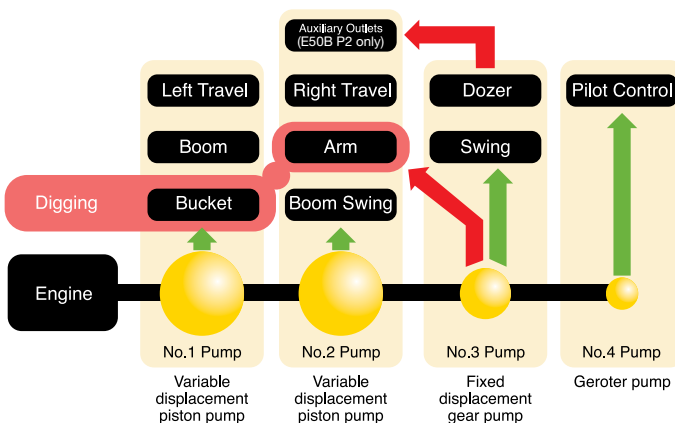 Auxiliary Outlets
(E50B P2 only)
Left Travel
Right Travel
Dozer
Pilot Control
Boom
Arm
Swing
Digging
Bucket
Boom Swing
Engine
No.1 Pump
No.2 Pump
No.3 Pump
No.4 Pump
Variable
displacement
piston pump
Variable
displacement
piston pump
Fixed
displacement
gear pump
Geroter pump